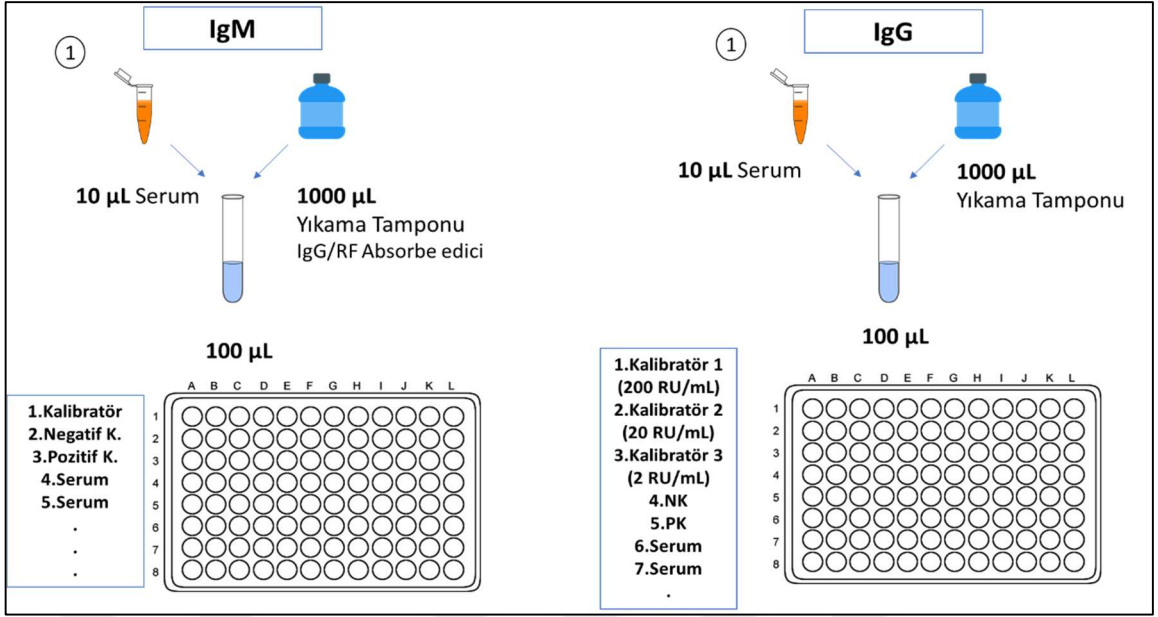 IgM
1
10 µL Serum
1000 µL
Yıkama Tamponu
IgG/RF Absorbe edici
100 µL
1.Kalibratör
2.Negatif K.
3.Pozitif K.
4.Serum
5.Serum
.
.
.
A B C D E F G H I J K L
1
2
3
4
5
6
7
8
IgG
1
10 µL Serum
1000 µL
Yıkama Tamponu
100 µL
1.Kalibratör 1
(200 RU/mL)
2.Kalibratör 2
(20 RU/mL)
3.Kalibratör 3
(2 RU/mL)
4.NK
5.PK
6.Serum
7.Serum
.
A B C D E F G H I J K L
1
2
3
4
5
6
7
8